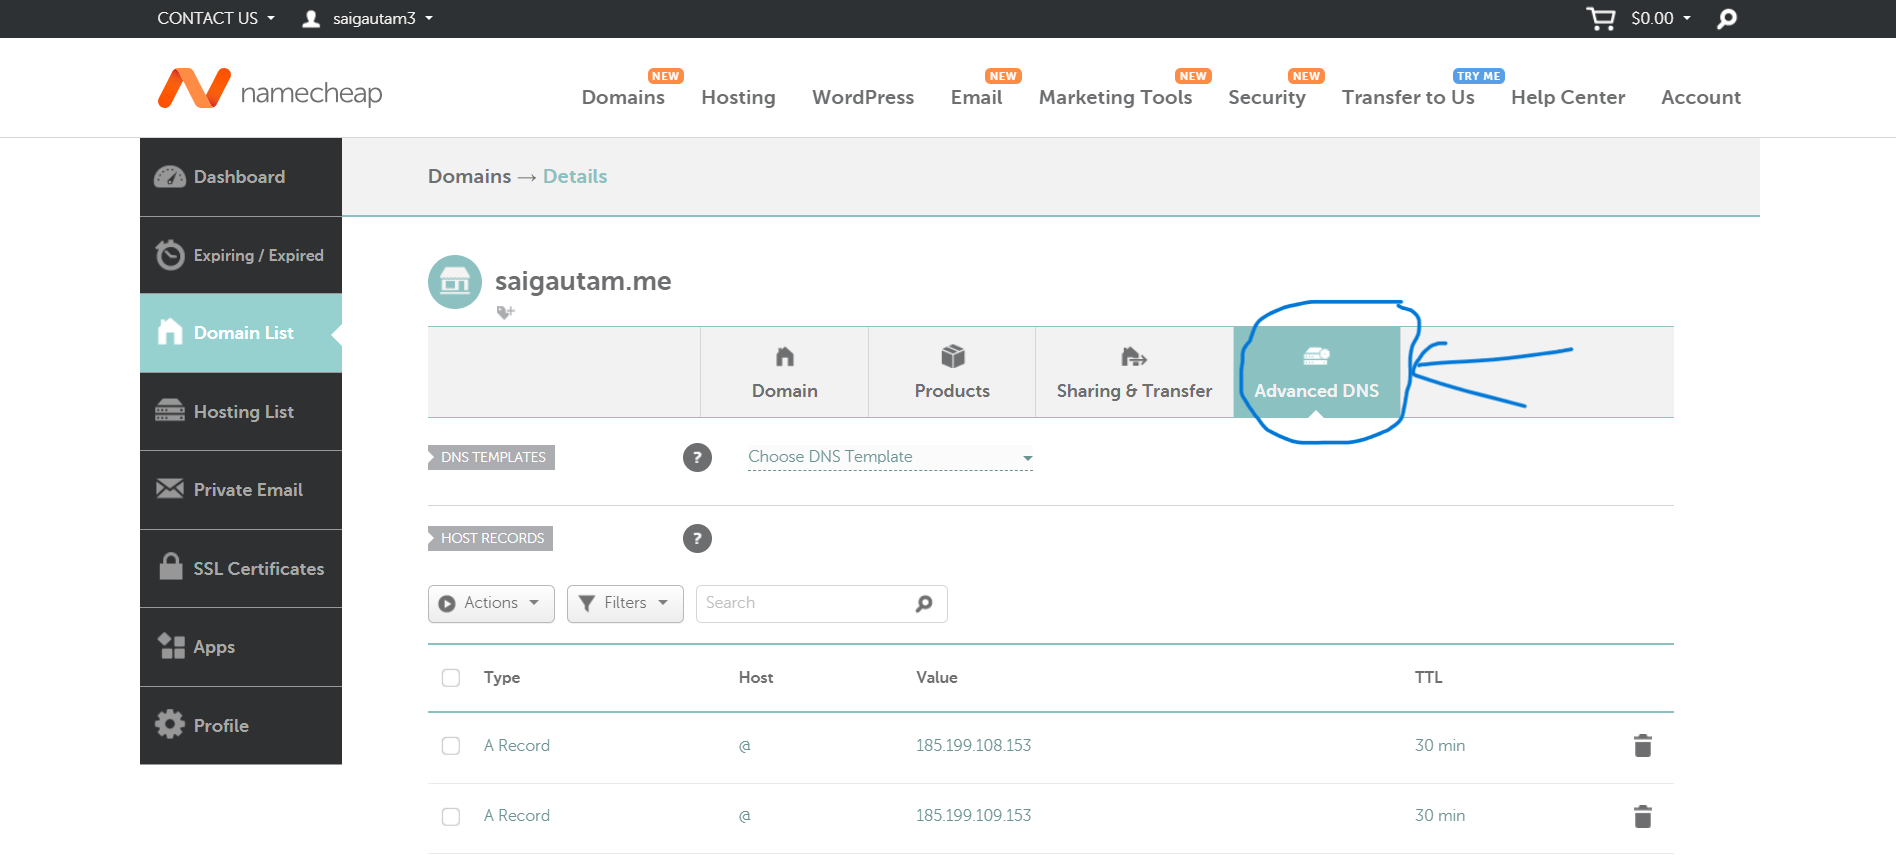 CONTACT US saigautam3 $0.00
NEW NEW NEW NEW TRY ME
namecheap Domains Hosting WordPress Email Marketing Tools Security Transfer to Us Help Center Account
Dashboard
Expiring / Expired
Domain List
Hosting List
Private Email
SSL Certificates
Apps
Profile
Domains → Details
saigautam.me
Domain Products Sharing & Transfer Advanced DNS
DNS TEMPLATES ? Choose DNS Template
HOST RECORDS ?
Actions Filters Search
Type Host Value TTL
A Record @ 185.199.108.153 30 min
A Record @ 185.199.109.153 30 min